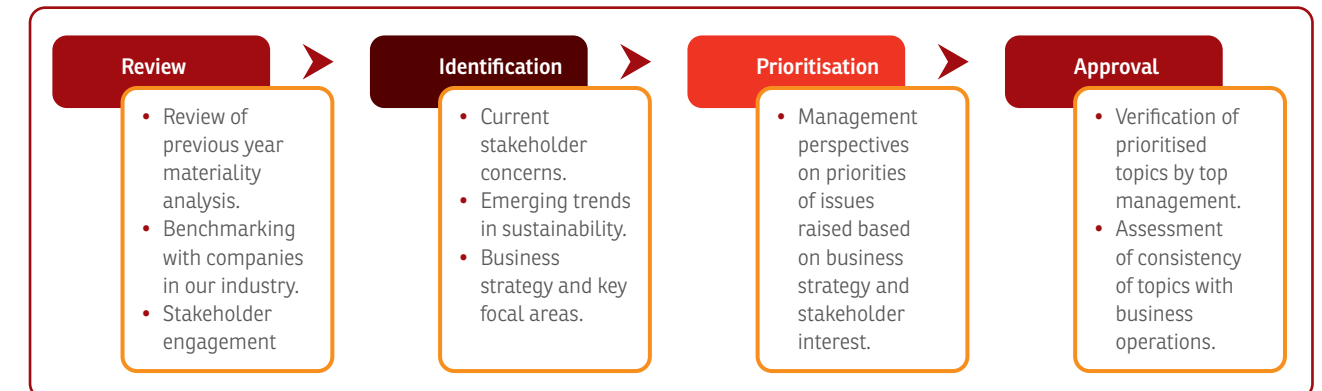 Review
• Review of
previous year
materiality
analysis.
• Benchmarking
with companies
in our industry.
• Stakeholder
engagement
Identification
• Current
stakeholder
concerns.
• Emerging trends
in sustainability.
• Business
strategy and key
focal areas.
Prioritisation
• Management
perspectives
on priorities
of issues
raised based
on business
strategy and
stakeholder
interest.
Approval
• Verification of
prioritised
topics by top
management.
• Assessment
of consistency
of topics with
business
operations.